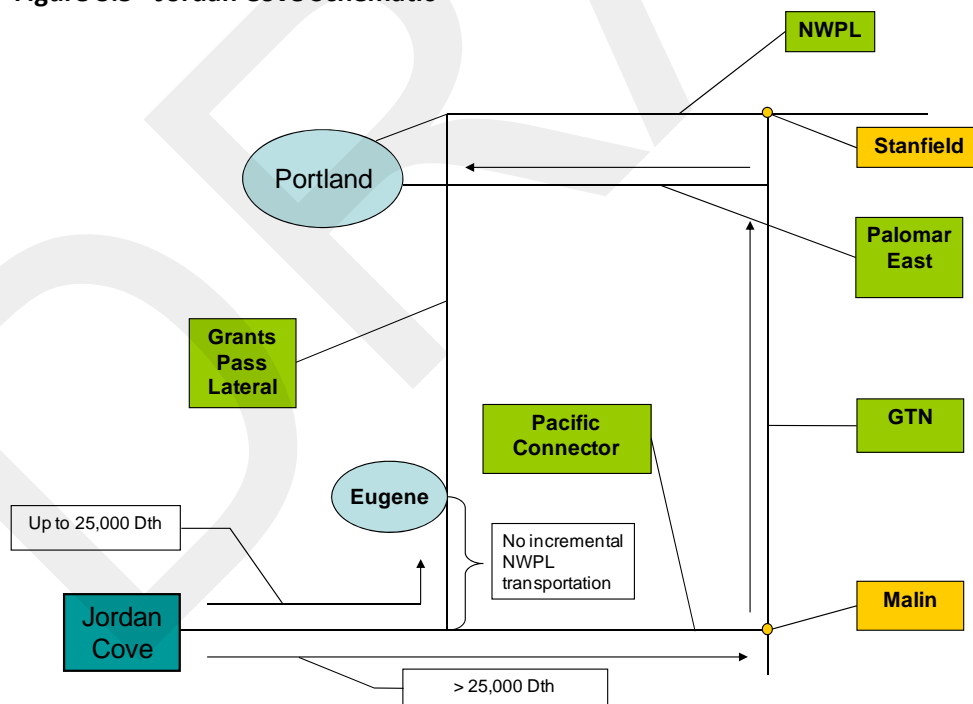 Figure Jordan Cove Schematic
NWPL
Stanfield
Portland
Palomar
East
Grants
Pass
Lateral
Pacific
Connector
GTN
Eugene
Up to 25,000 Dth
No incremental
NWPL
transportation
Malin
Jordan
Cove
> 25,000 Dth